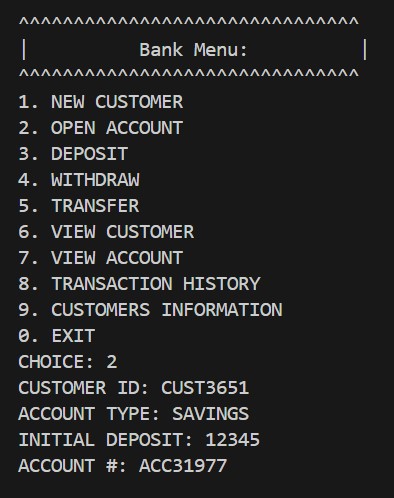 ^^^^^^^^^^^^^^^^^^^^^^^^^^^^^^^
|          Bank Menu:          |
^^^^^^^^^^^^^^^^^^^^^^^^^^^^^^^
1. NEW CUSTOMER
2. OPEN ACCOUNT
3. DEPOSIT
4. WITHDRAW
5. TRANSFER
6. VIEW CUSTOMER
7. VIEW ACCOUNT
8. TRANSACTION HISTORY
9. CUSTOMERS INFORMATION
0. EXIT
CHOICE: 2
CUSTOMER ID: CUST3651
ACCOUNT TYPE: SAVINGS
INITIAL DEPOSIT: 12345
ACCOUNT #: ACC31977